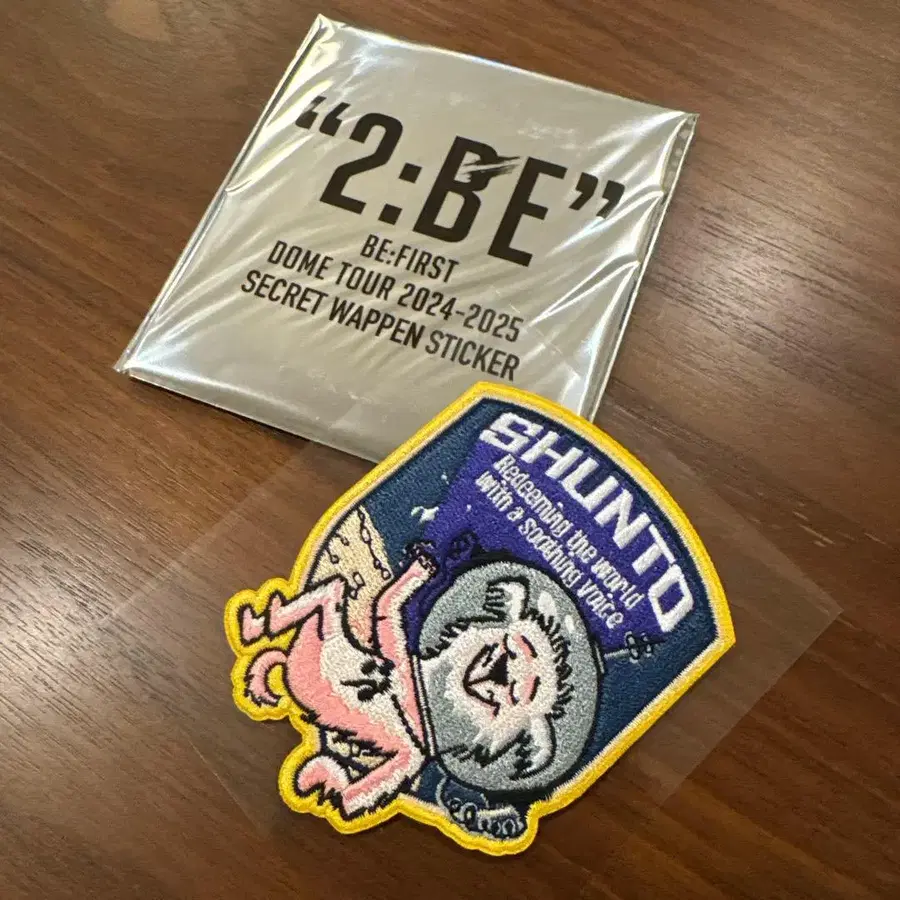 “2:BE”
BE:FIRST
DOME TOUR 2024-2025
SECRET WAPPEN STICKER
SHUNTO
Redeeming the world
with a soothing voice